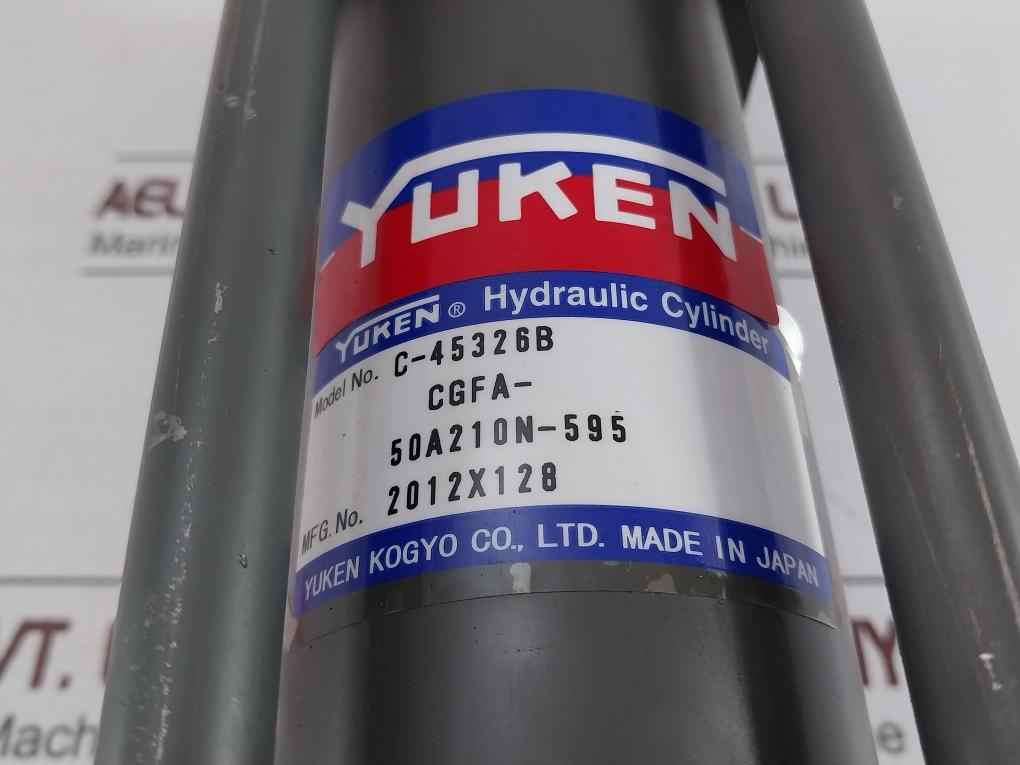 YUKEN
YUKEN® Hydraulic Cylinder
Model No. C-45326B
CGFA-
50A210N-595
MFG. No. 2012X128
YUKEN KOGYO CO., LTD. MADE IN JAPAN